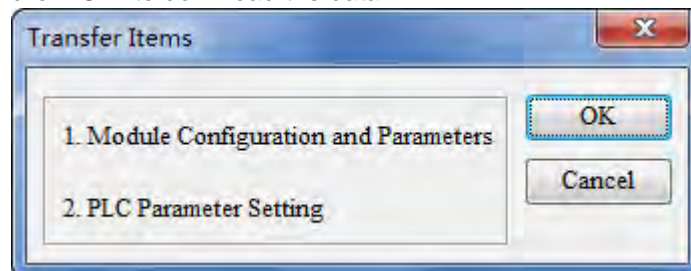 Transfer Items
1. Module Configuration and Parameters
2. PLC Parameter Setting
OK
Cancel